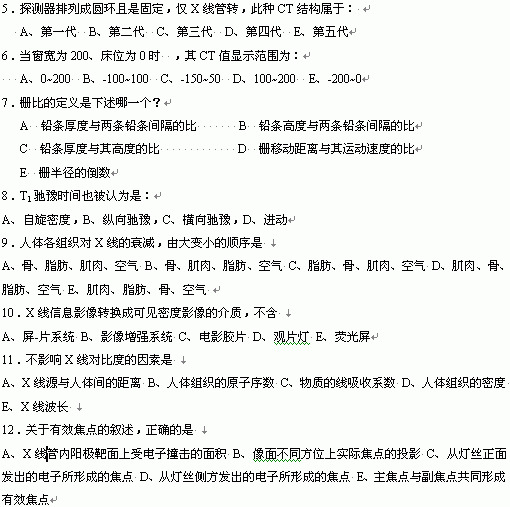 5．探测器排列成圆环且是固定，仅 X 线管转，此种 CT 结构属于：
A、第一代 B、第二代 C、第三代 D、第四代 E、第五代
6．当窗宽为 200、床位为 0 时 ，其 CT 值显示范围为：
A、0~200 B、-100~100 C、-150~50 D、100~200 E、-200~0
7．栅比的定义是下述哪一个？
A 铅条厚度与两条铅条间隔的比 B 铅条高度与两条铅条间隔的比
C 铅条厚度与其高度的比 D 栅移动距离与其运动速度的比
E 栅半径的倒数
8．T1 驰豫时间也被认为是：
A、自旋密度，B、纵向驰豫，C、横向驰豫，D、进动
9．人体各组织对 X 线的衰减，由大变小的顺序是
A、骨、脂肪、肌肉、空气 B、骨、肌肉、脂肪、空气 C、脂肪、骨、肌肉、空气 D、肌肉、骨、
脂肪、空气 E、肌肉、脂肪、骨、空气
10．X 线信息影像转换成可见密度影像的介质，不含
A、屏-片系统 B、影像增强系统 C、电影胶片 D、观片灯 E、荧光屏
11．不影响 X 线对比度的因素是
A、X 线源与人体间的距离 B、人体组织的原子序数 C、物质的线吸收系数 D、人体组织的密度
E、X 线波长
12．关于有效焦点的叙述，正确的是
A、X 线管内阳极靶面上受电子撞击的面积 B、像面不同方位上实际焦点的投影 C、从灯丝正面
发出的电子所形成的焦点 D、从灯丝侧方发出的电子所形成的焦点 E、主焦点与副焦点共同形成
有效焦点